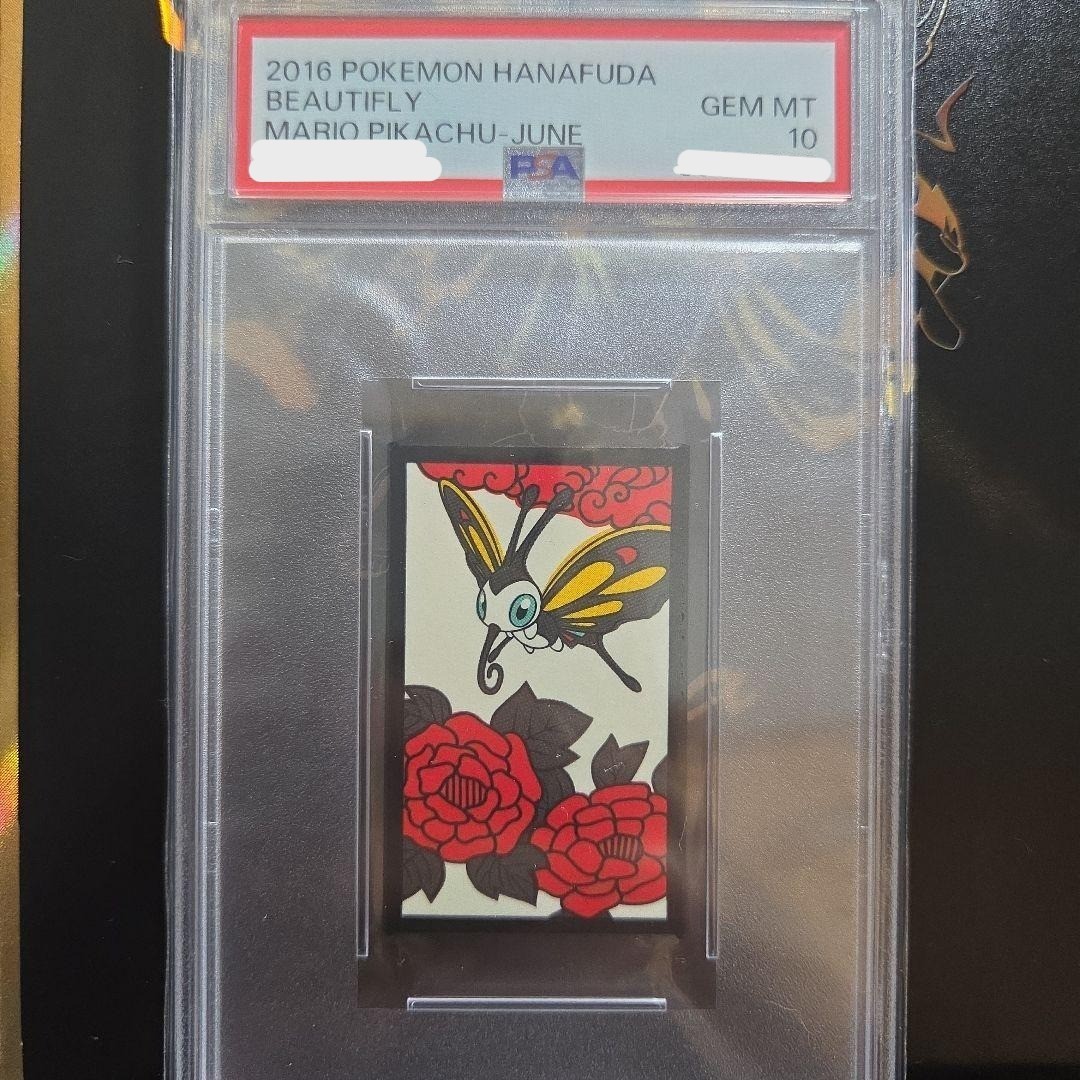 2016 POKEMON HANAFUDA
BEAUTIFLY
GEM MT
MARIO PIKACHU-JUNE
10
PSA